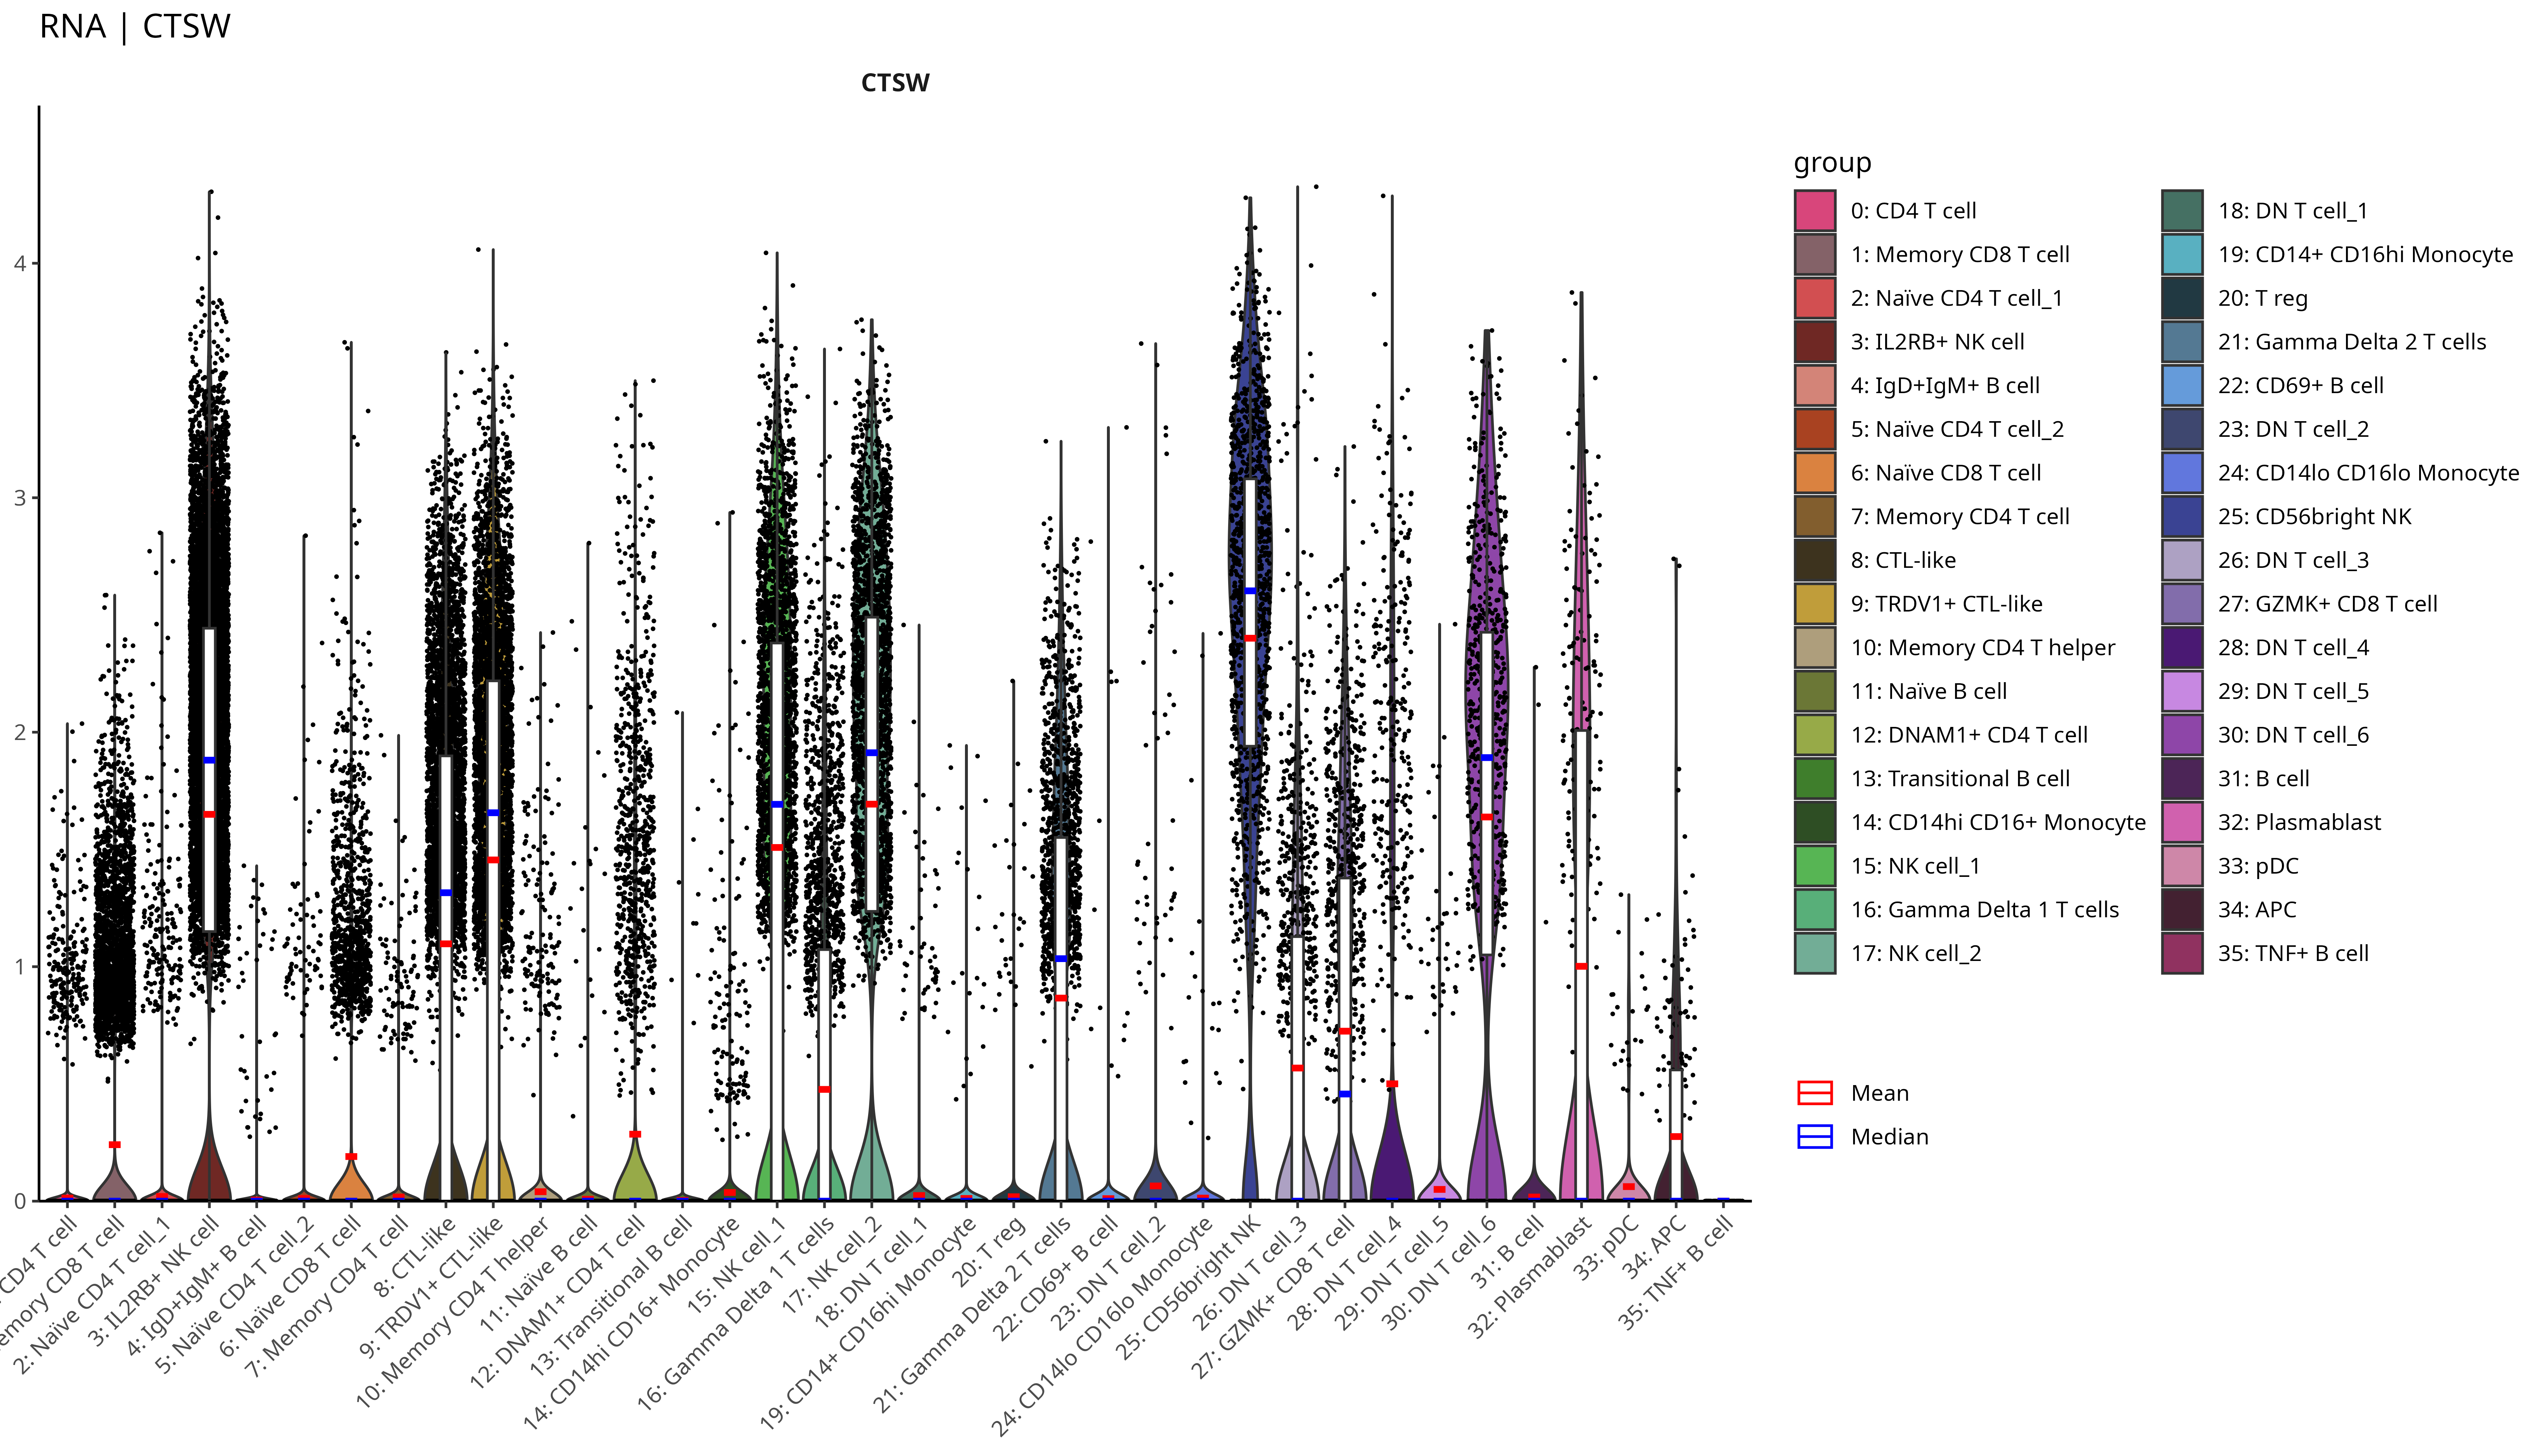 RNA | CTSW
CTSW
4
3
2
1
0
CD4 T cell
emory CD8 T cell
2: Naïve CD4 T cell_1
3: IL2RB+ NK cell
4: IgD+IgM+ B cell
5: Naïve CD4 T cell_2
6: Naïve CD8 T cell
7: Memory CD4 T cell
8: CTL-like
9: TRDV1+ CTL-like
10: Memory CD4 T helper
11: Naïve B cell
12: DNAM1+ CD4 T cell
13: Transitional B cell
14: CD14hi CD16+ Monocyte
15: NK cell_1
16: Gamma Delta 1 T cells
17: NK cell_2
18: DN T cell_1
19: CD14+ CD16hi Monocyte
20: T reg
21: Gamma Delta 2 T cells
22: CD69+ B cell
23: DN T cell_2
24: CD14lo CD16lo Monocyte
25: CD56bright NK
26: DN T cell_3
27: GZMK+ CD8 T cell
28: DN T cell_4
29: DN T cell_5
30: DN T cell_6
31: B cell
32: Plasmablast
33: pDC
34: APC
35: TNF+ B cell
group
0: CD4 T cell
1: Memory CD8 T cell
2: Naïve CD4 T cell_1
3: IL2RB+ NK cell
4: IgD+IgM+ B cell
5: Naïve CD4 T cell_2
6: Naïve CD8 T cell
7: Memory CD4 T cell
8: CTL-like
9: TRDV1+ CTL-like
10: Memory CD4 T helper
11: Naïve B cell
12: DNAM1+ CD4 T cell
13: Transitional B cell
14: CD14hi CD16+ Monocyte
15: NK cell_1
16: Gamma Delta 1 T cells
17: NK cell_2
18: DN T cell_1
19: CD14+ CD16hi Monocyte
20: T reg
21: Gamma Delta 2 T cells
22: CD69+ B cell
23: DN T cell_2
24: CD14lo CD16lo Monocyte
25: CD56bright NK
26: DN T cell_3
27: GZMK+ CD8 T cell
28: DN T cell_4
29: DN T cell_5
30: DN T cell_6
31: B cell
32: Plasmablast
33: pDC
34: APC
35: TNF+ B cell
Mean
Median